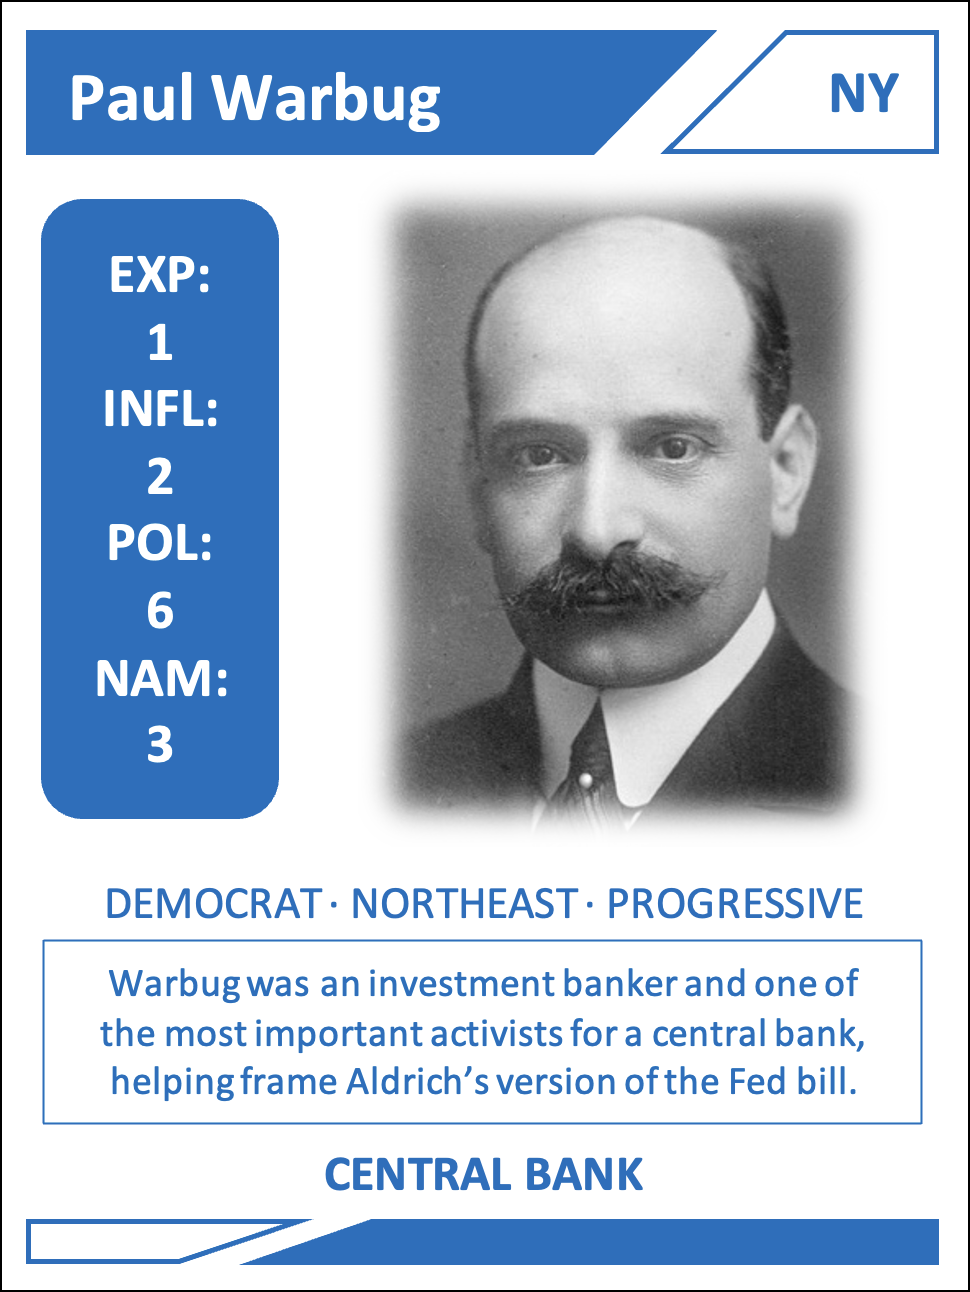 Paul Warbug
NY
EXP:
1
INFL:
2
POL:
6
NAM:
3
DEMOCRAT · NORTHEAST · PROGRESSIVE
Warbug was an investment banker and one of
the most important activists for a central bank,
helping frame Aldrich’s version of the Fed bill.
CENTRAL BANK